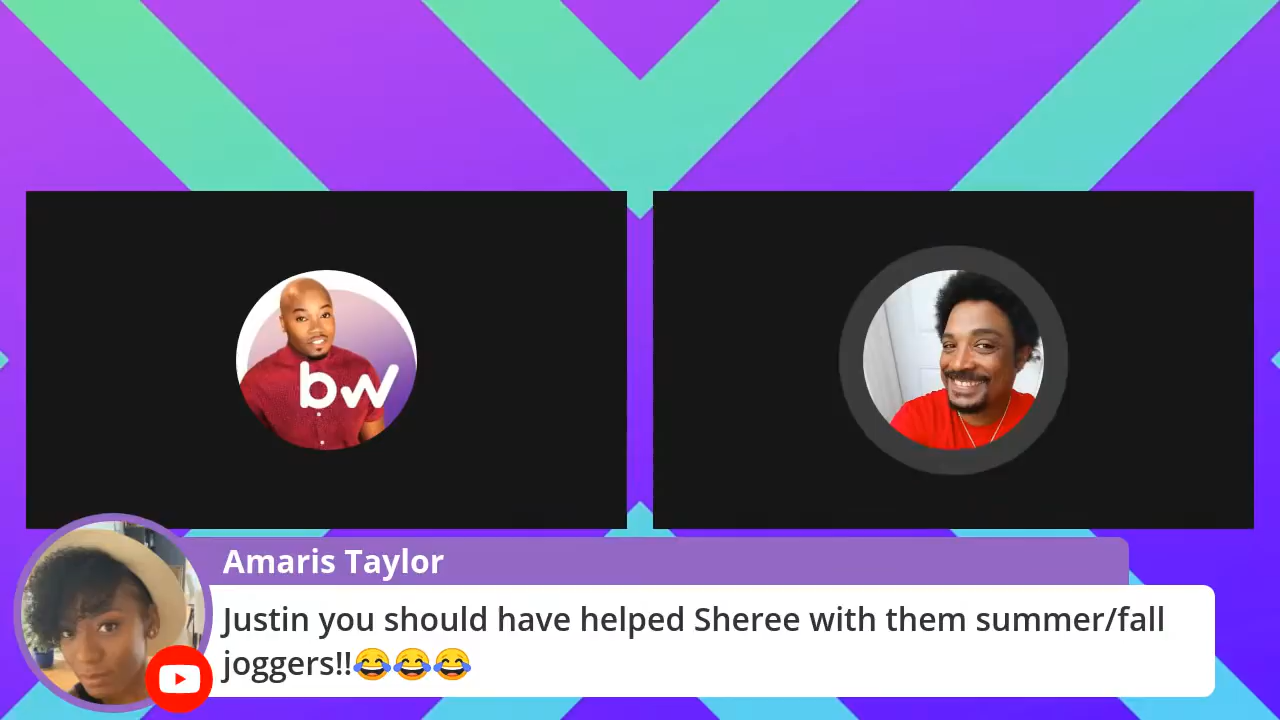 bw
Amaris Taylor
Justin you should have helped Sheree with them summer/fall
joggers!!😂😂😂